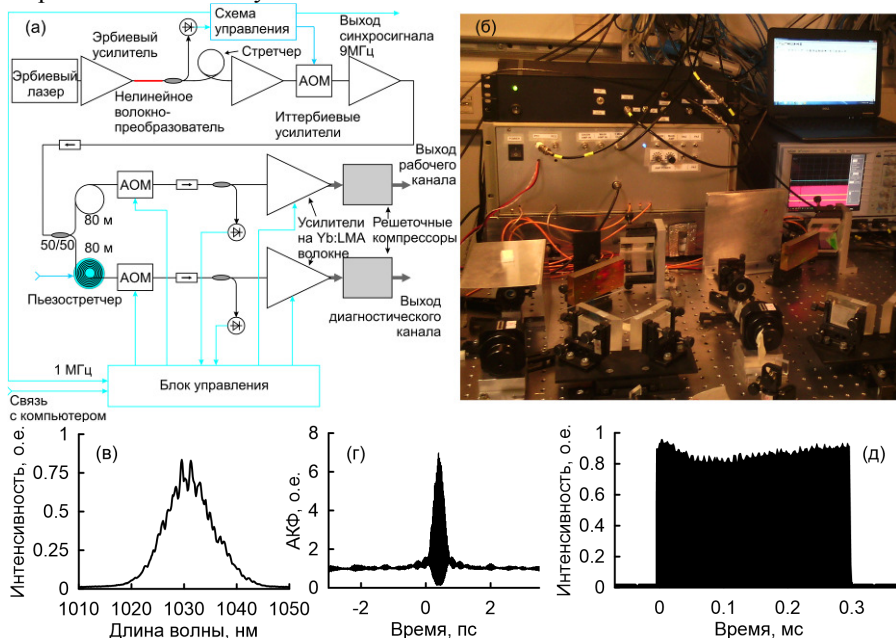 (а)
Эрбиевый
усилитель
Схема
управления
Выход
синхросигнала
9МГц
Стретчер
Эрбиевый
лазер
АОМ
Нелинейное
волокно-
преобразователь
Иттербиевые
усилители
Выход
рабочего
канала
АОМ
80 м
50/50
80 м
Усилители
на Yb:LMA
волокне
Решеточные
компрессоры
АОМ
Пьезостретчер
Выход
диагностического
канала
1 МГц
Блок управления
Связь
с компьютером
(б)
(в)
Интенсивность, о.е.
1
0.75
0.5
0.25
0
1010 1020 1030 1040 1050
Длина волны, нм
(г)
АКФ, о.е.
8
6
4
2
0
-2 0 2
Время, пс
(д)
Интенсивность, о.е.
1
0.8
0.6
0.4
0.2
0
0 0.1 0.2 0.3
Время, мс